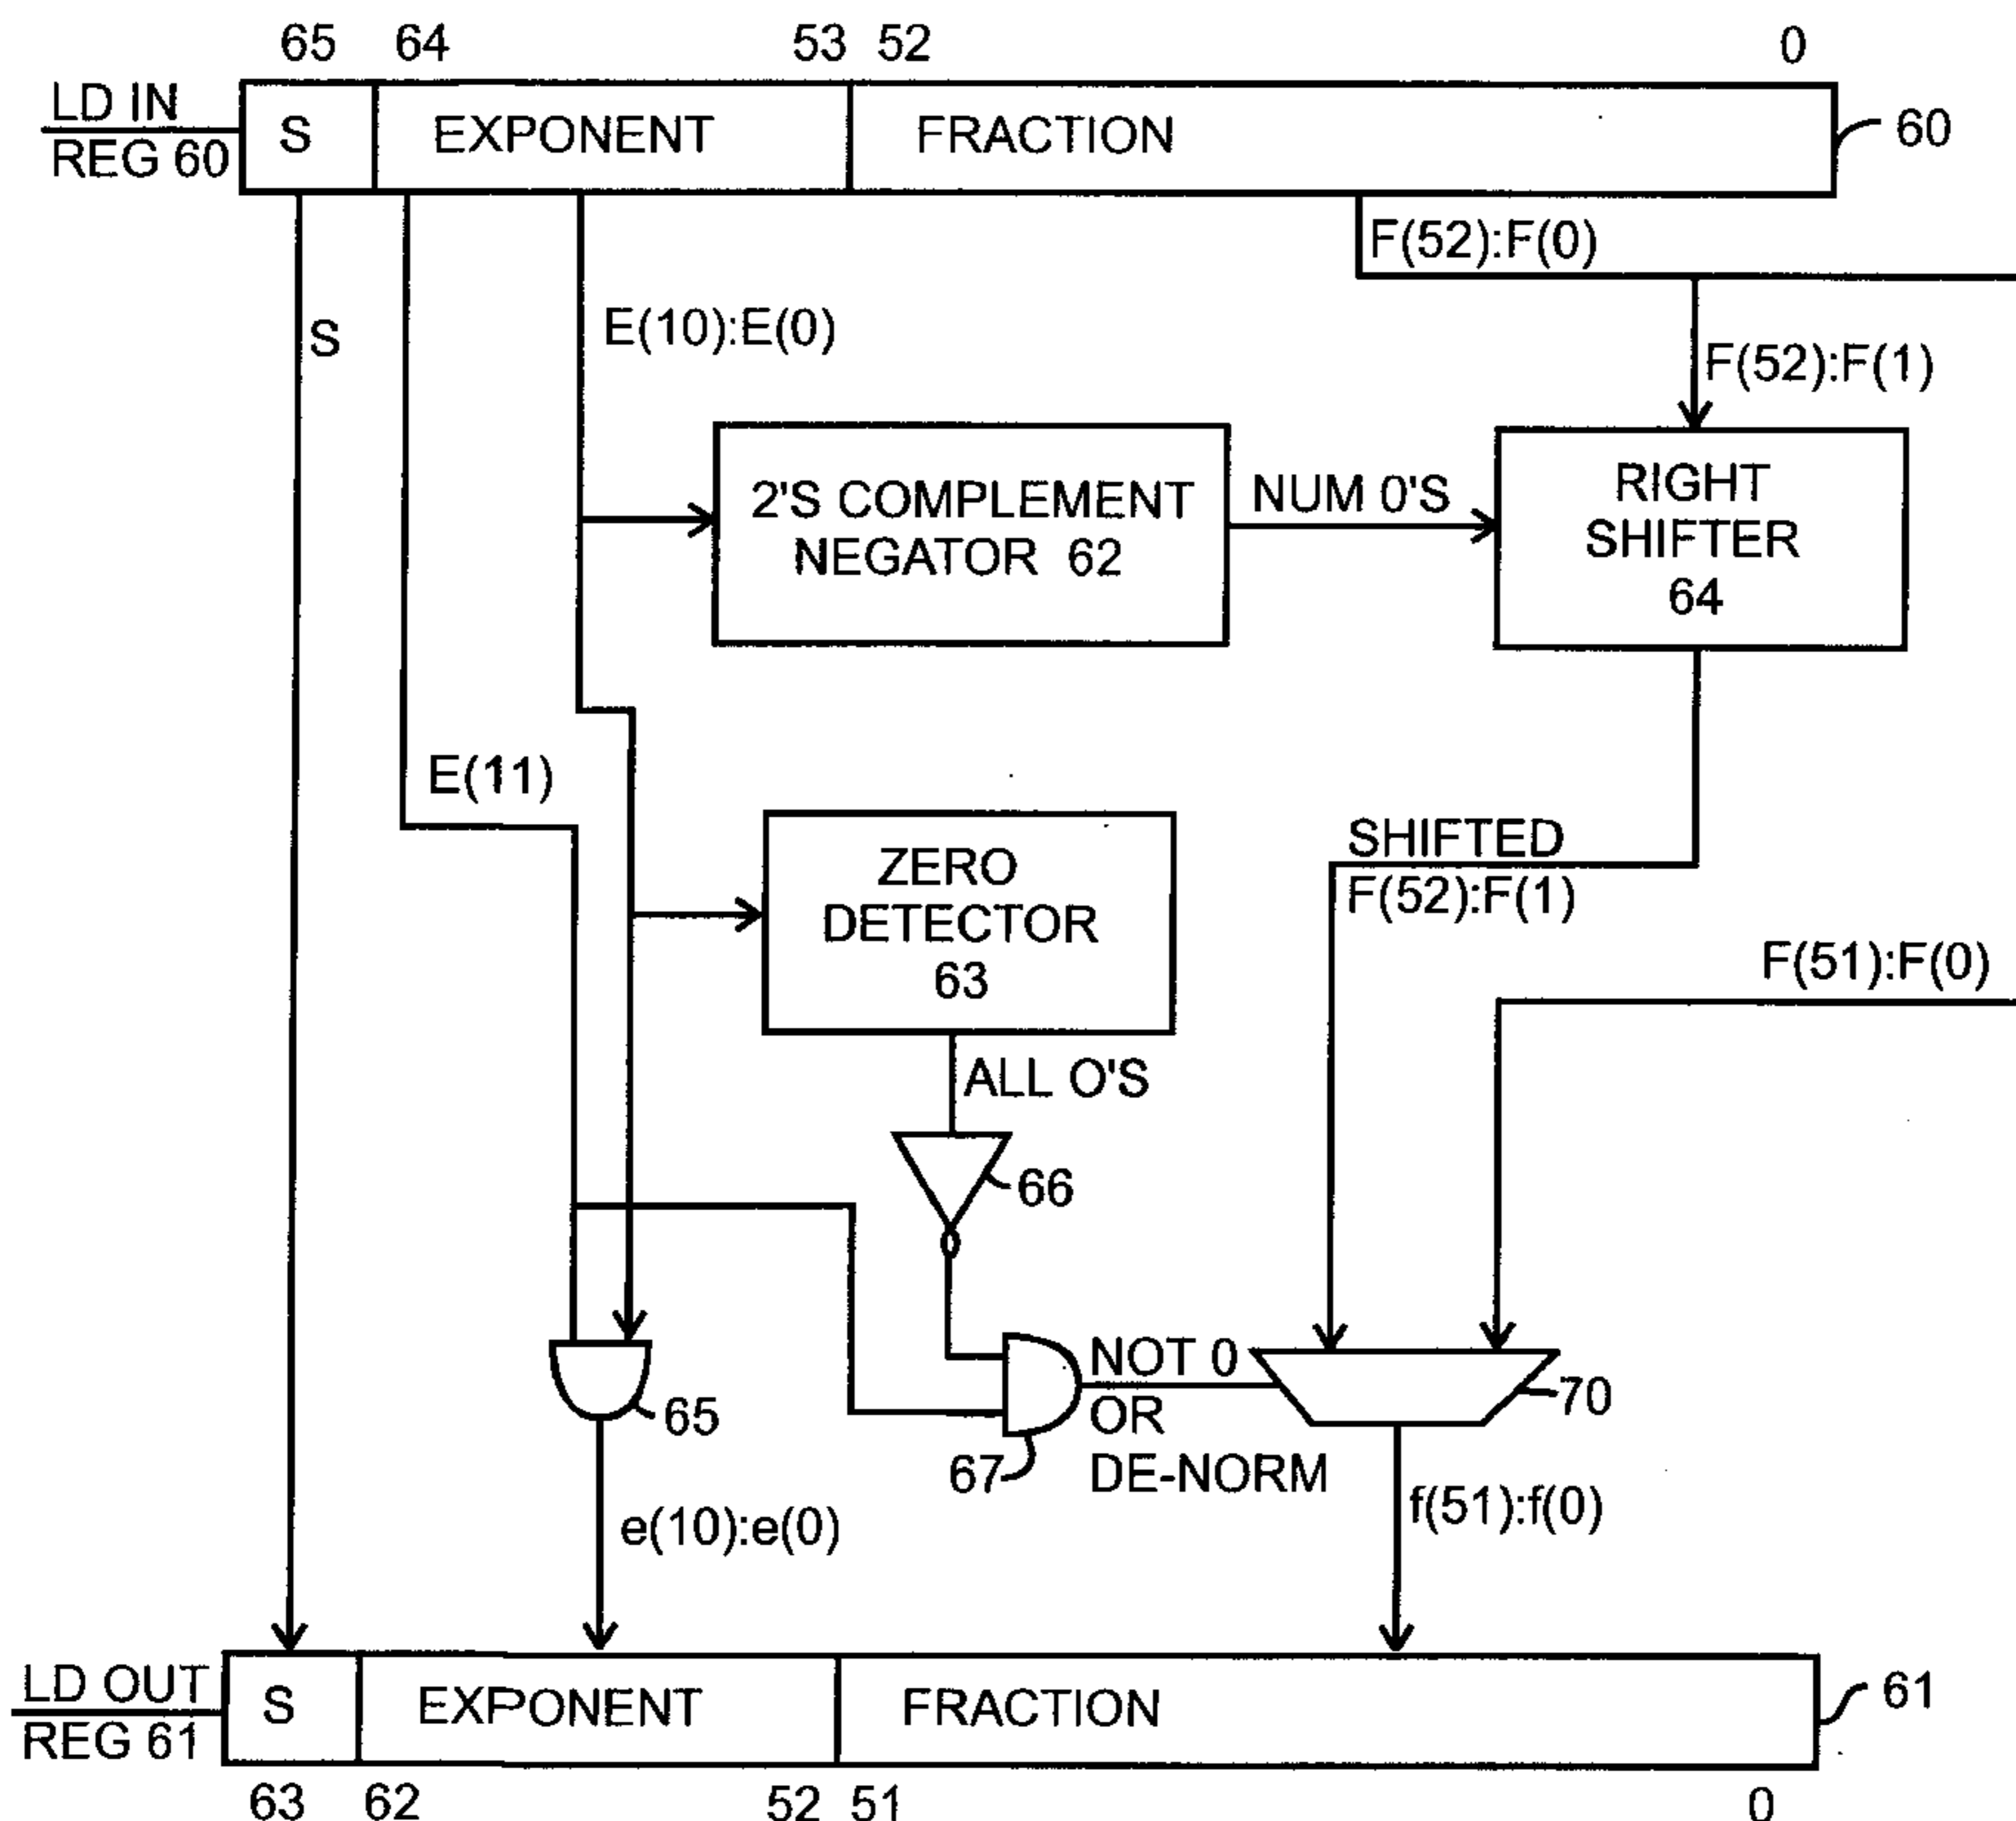 65 64 53 52 0
LD IN
REG 60
S EXPONENT FRACTION
60
F(52):F(0)
S
E(10):E(0)
F(52):F(1)
2'S COMPLEMENT
NEGATOR 62
NUM 0'S
RIGHT
SHIFTER
64
E(11)
ZERO
DETECTOR
63
SHIFTED
F(52):F(1)
F(51):F(0)
ALL O'S
66
65
67
NOT 0
OR
DE-NORM
70
e(10):e(0)
f(51):f(0)
LD OUT
REG 61
S EXPONENT FRACTION
61
63 62 52 51 0